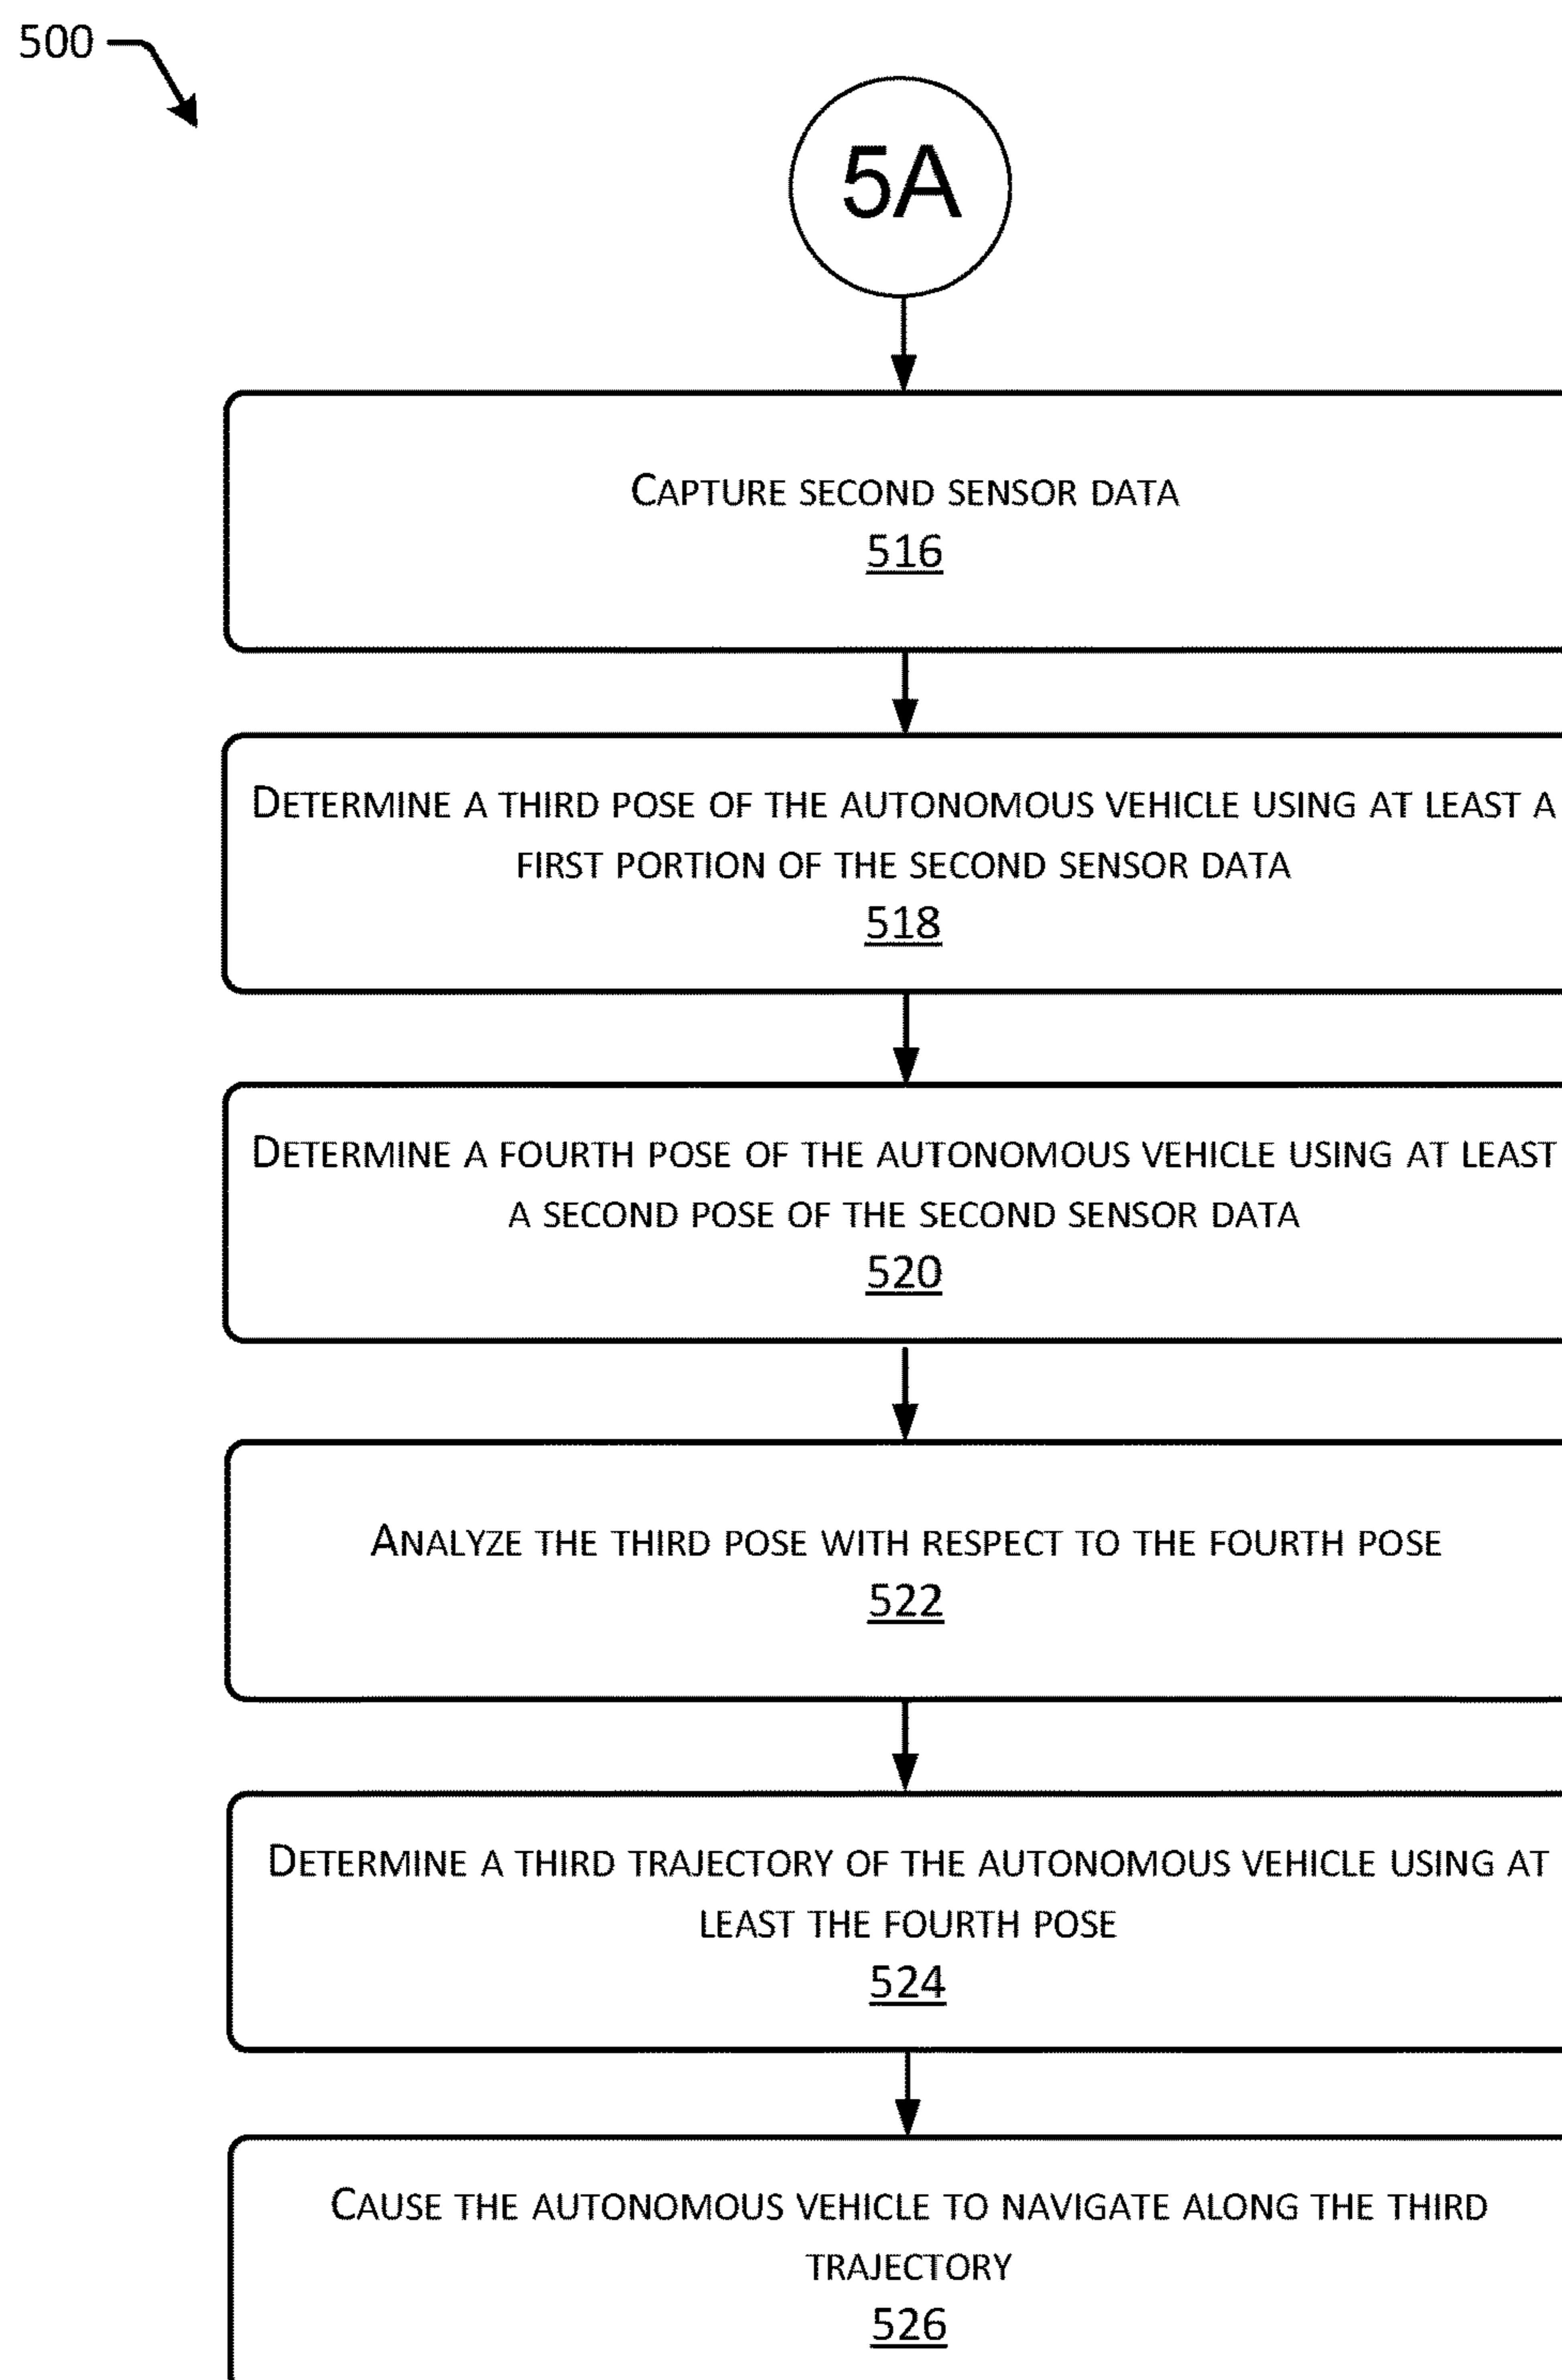 500
5A
CAPTURE SECOND SENSOR DATA
516
DETERMINE A THIRD POSE OF THE AUTONOMOUS VEHICLE USING AT LEAST A
FIRST PORTION OF THE SECOND SENSOR DATA
518
DETERMINE A FOURTH POSE OF THE AUTONOMOUS VEHICLE USING AT LEAST
A SECOND POSE OF THE SECOND SENSOR DATA
520
ANALYZE THE THIRD POSE WITH RESPECT TO THE FOURTH POSE
522
DETERMINE A THIRD TRAJECTORY OF THE AUTONOMOUS VEHICLE USING AT
LEAST THE FOURTH POSE
524
CAUSE THE AUTONOMOUS VEHICLE TO NAVIGATE ALONG THE THIRD
TRAJECTORY
526